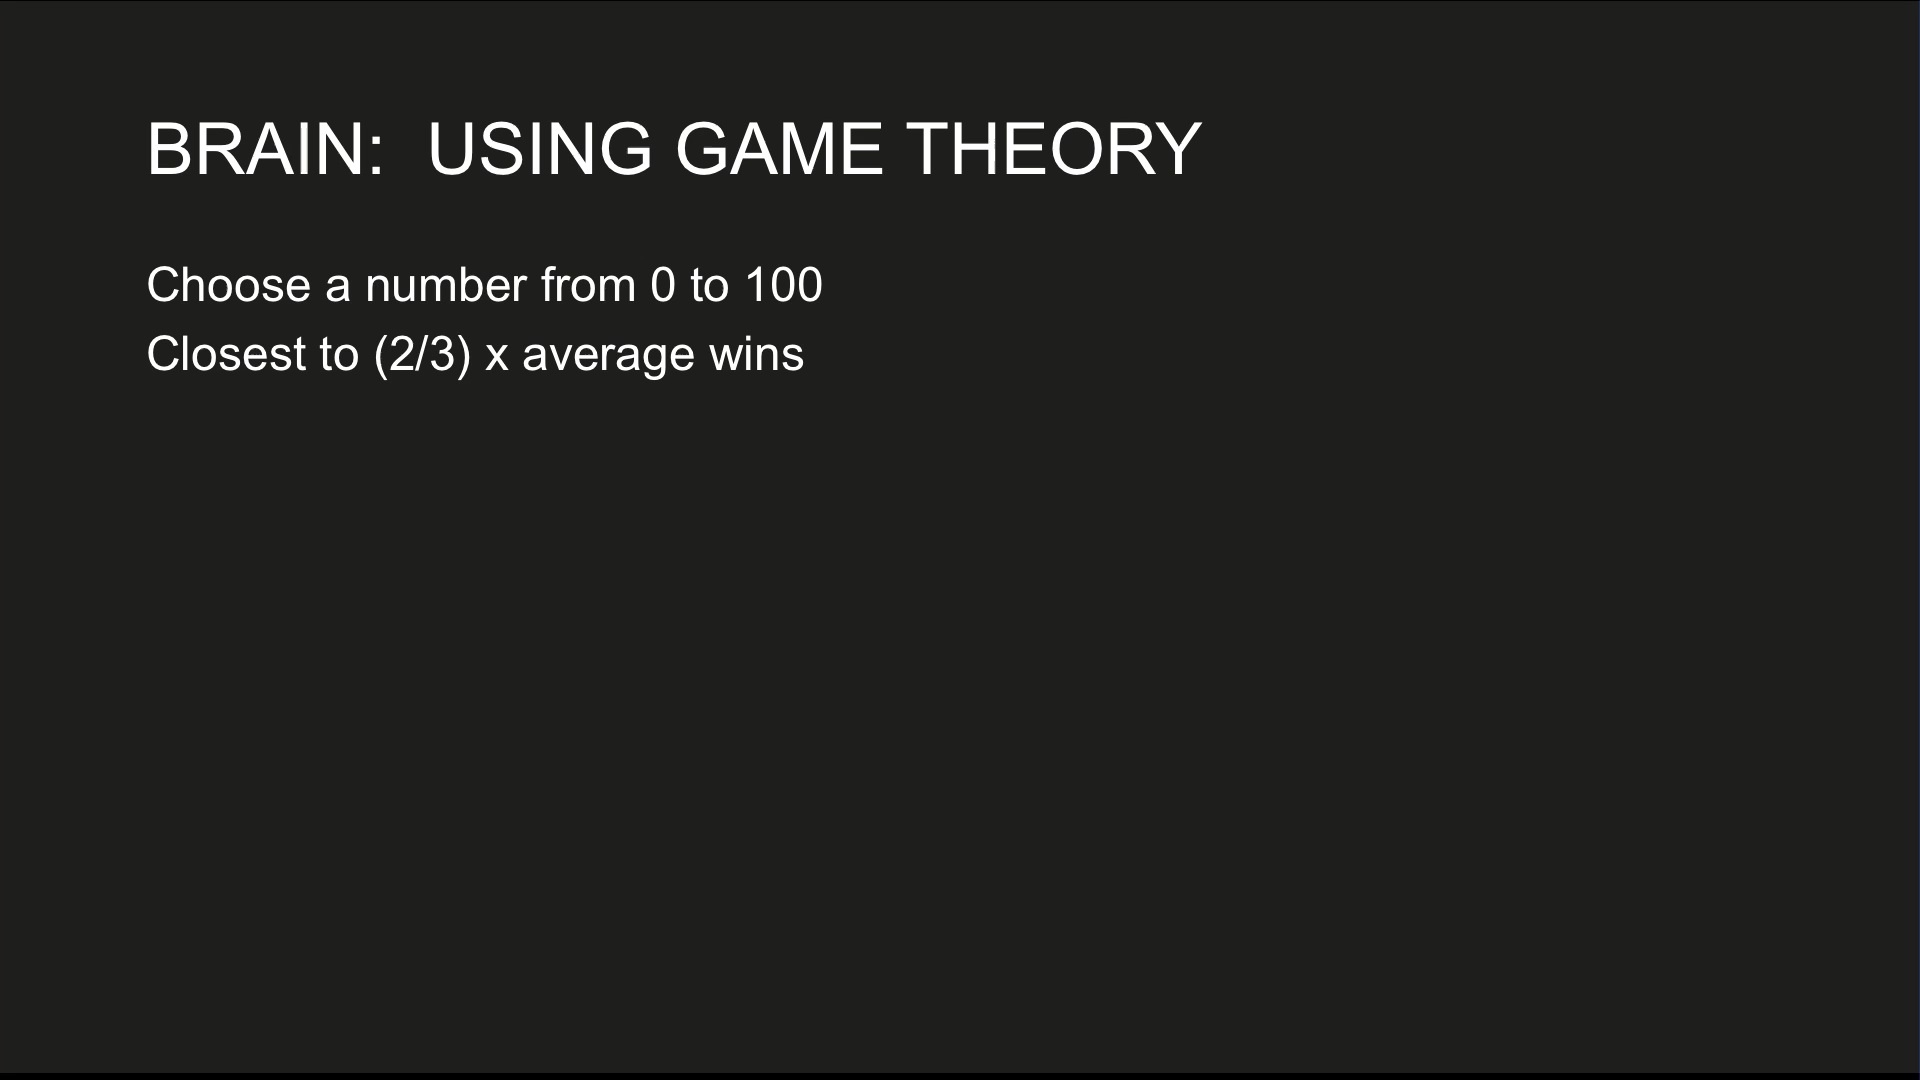 BRAIN:  USING GAME THEORY
Choose a number from 0 to 100
Closest to (2/3) x average wins